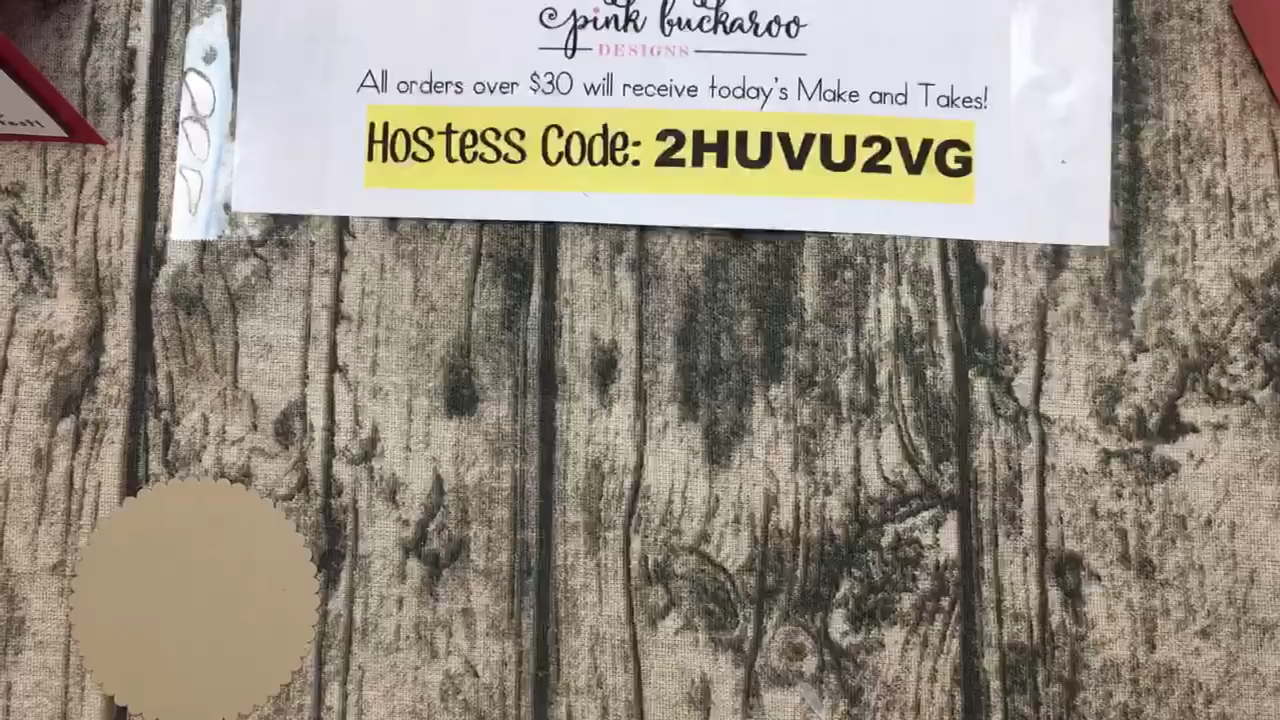 pink buckaroo
DESIGNS
All orders over $30 will receive today's Make and Takes!
Hostess Code: 2HUVU2VG